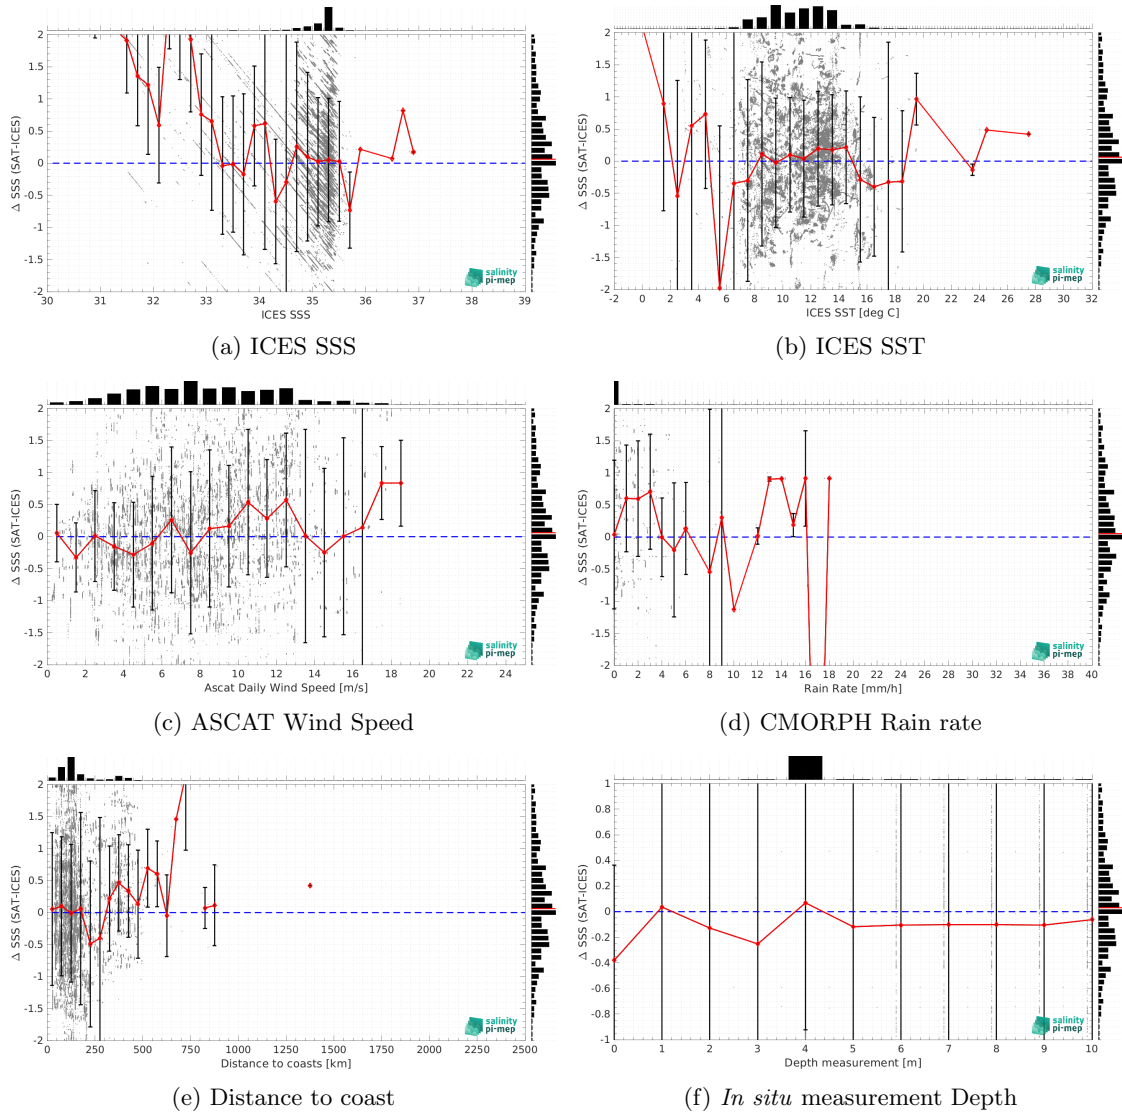 2
1.5
1
0.5
0
-0.5
-1
-1.5
-2
Δ SSS (SAT-ICES)
30 31 32 33 34 35 36 37 38 39
ICES SSS
salinity
pi-mep
(a) ICES SSS
2
1.5
1
0.5
0
-0.5
-1
-1.5
-2
Δ SSS (SAT-ICES)
-2 0 2 4 6 8 10 12 14 16 18 20 22 24 26 28 30 32
ICES SST [deg C]
salinity
pi-mep
(b) ICES SST
2
1.5
1
0.5
0
-0.5
-1
-1.5
-2
Δ SSS (SAT-ICES)
0 2 4 6 8 10 12 14 16 18 20 22 24
Ascat Daily Wind Speed [m/s]
salinity
pi-mep
(c) ASCAT Wind Speed
2
1.5
1
0.5
0
-0.5
-1
-1.5
-2
Δ SSS (SAT-ICES)
0 2 4 6 8 10 12 14 16 18 20 22 24 26 28 30 32 34 36 38 40
Rain Rate [mm/h]
salinity
pi-mep
(d) CMORPH Rain rate
2
1.5
1
0.5
0
-0.5
-1
-1.5
-2
Δ SSS (SAT-ICES)
0 250 500 750 1000 1250 1500 1750 2000 2250 2500
Distance to coasts [km]
salinity
pi-mep
(e) Distance to coast
1
0.8
0.6
0.4
0.2
0
-0.2
-0.4
-0.6
-0.8
-1
Δ SSS (SAT-ICES)
0 1 2 3 4 5 6 7 8 9 10
Depth measurement [m]
salinity
pi-mep
(f) In situ measurement Depth